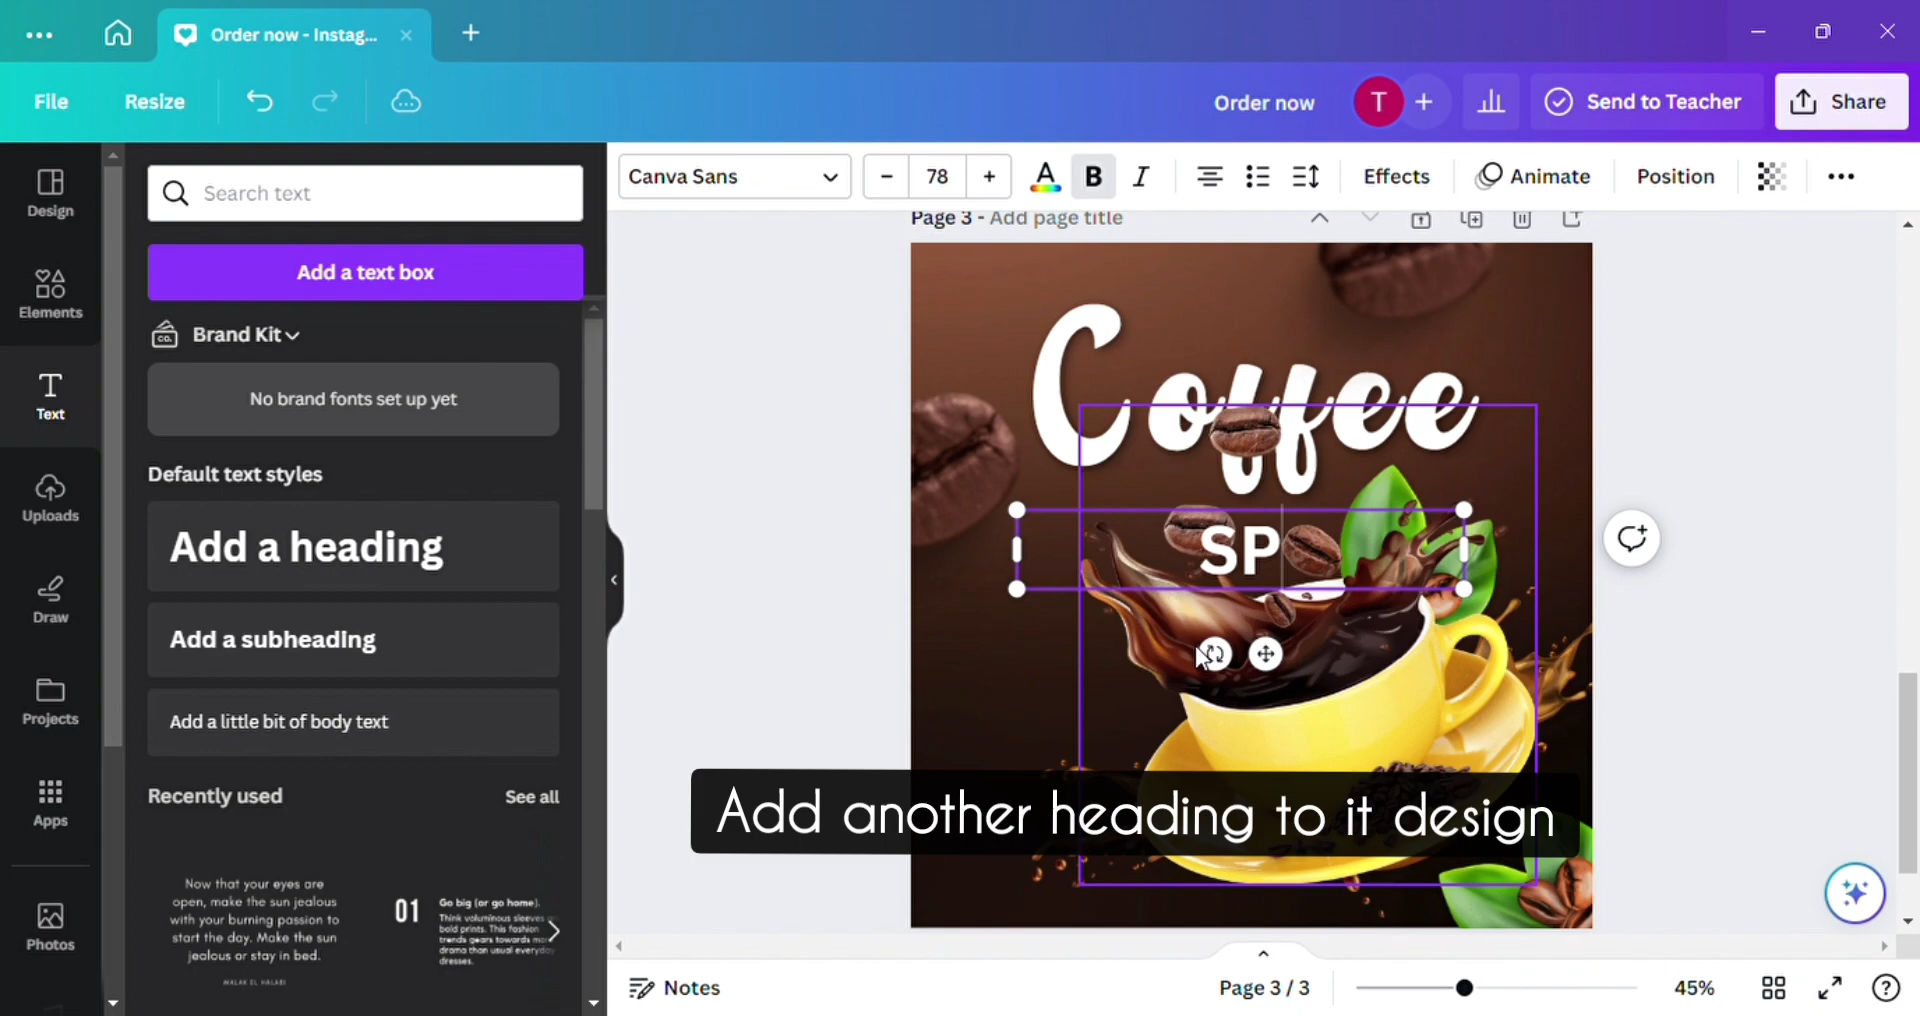 Order now - Instag...
File
Resize
Order now
T
Send to Teacher
Share
Design
Elements
Text
Uploads
Draw
Projects
Apps
Photos
Search text
Add a text box
CO.
Brand Kit
No brand fonts set up yet
Default text styles
Add a heading
Add a subheading
Add a little bit of body text
Recently used
See all
Now that your eyes are
open, make the sun jealous
with your burning passion to
start the day. Make the sun
jealous or stay in bed.
MALAK EL HALABI
01
Go big (or go home).
Think voluminous sleeves
bold prints. This fashion
trends gears towards more
drama than usual everyday
dresses.
Canva Sans
78
A
B
I
Effects
Animate
Position
Page 3 - Add page title
Coffee
SP
Add another heading to it design
Notes
Page 3 / 3
45%
?